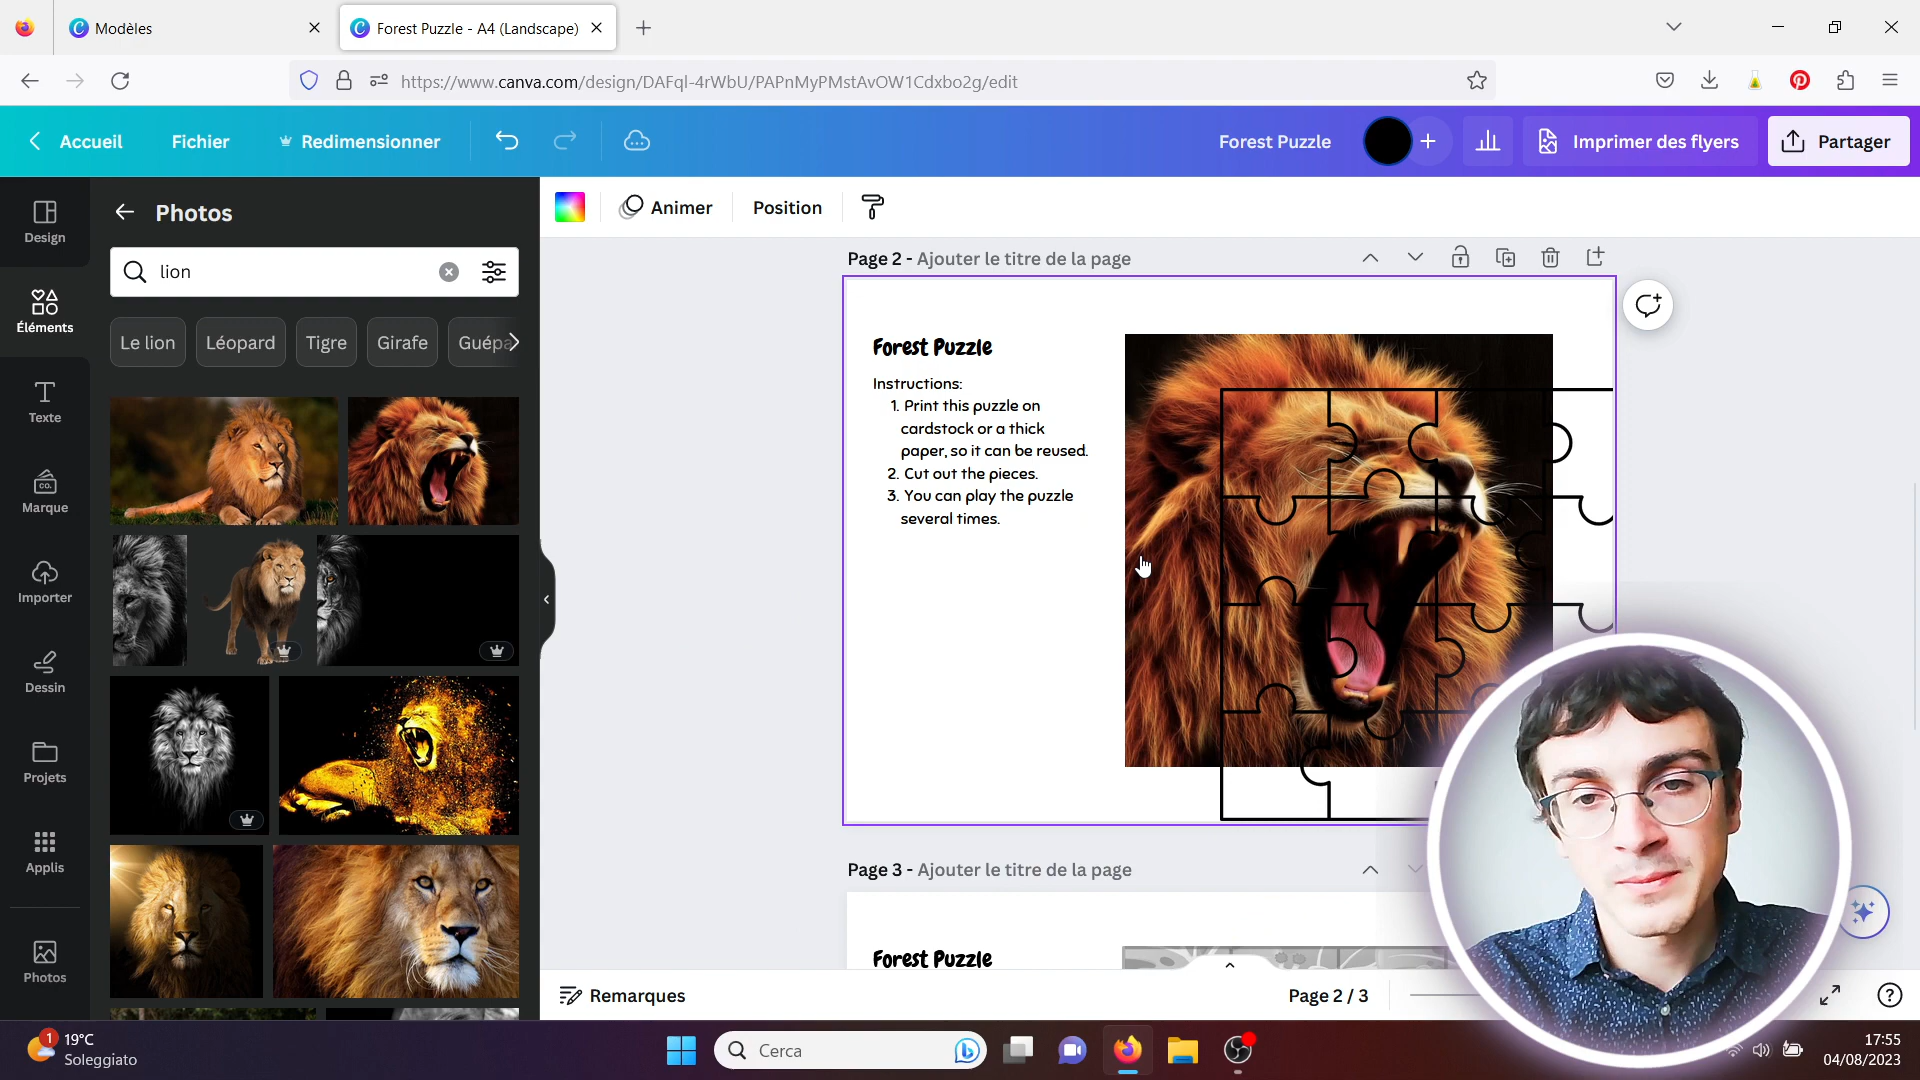 Modèles
Forest Puzzle - A4 (Landscape)
https://www.canva.com/design/DAFql-4rWbU/PAPnMyPMstAvOW1Cdxbo2g/edit
Accueil
Fichier
Redimensionner
Forest Puzzle
Imprimer des flyers
Partager
Design
Éléments
Texte
CO.
Marque
Importer
Dessin
Projets
Applis
Photos
Photos
lion
Le lion
Léopard
Tigre
Girafe
Animer
Position
Page 2 - Ajouter le titre de la page
Forest Puzzle
Instructions:
1. Print this puzzle on
cardstock or a thick
paper, so it can be reused.
2. Cut out the pieces.
3. You can play the puzzle
several times.
Page 3 - Ajouter le titre de la page
Forest Puzzle
Remarques
Page 2 / 3
1
19°C
Soleggiato
Cerca
17:55
04/08/2023